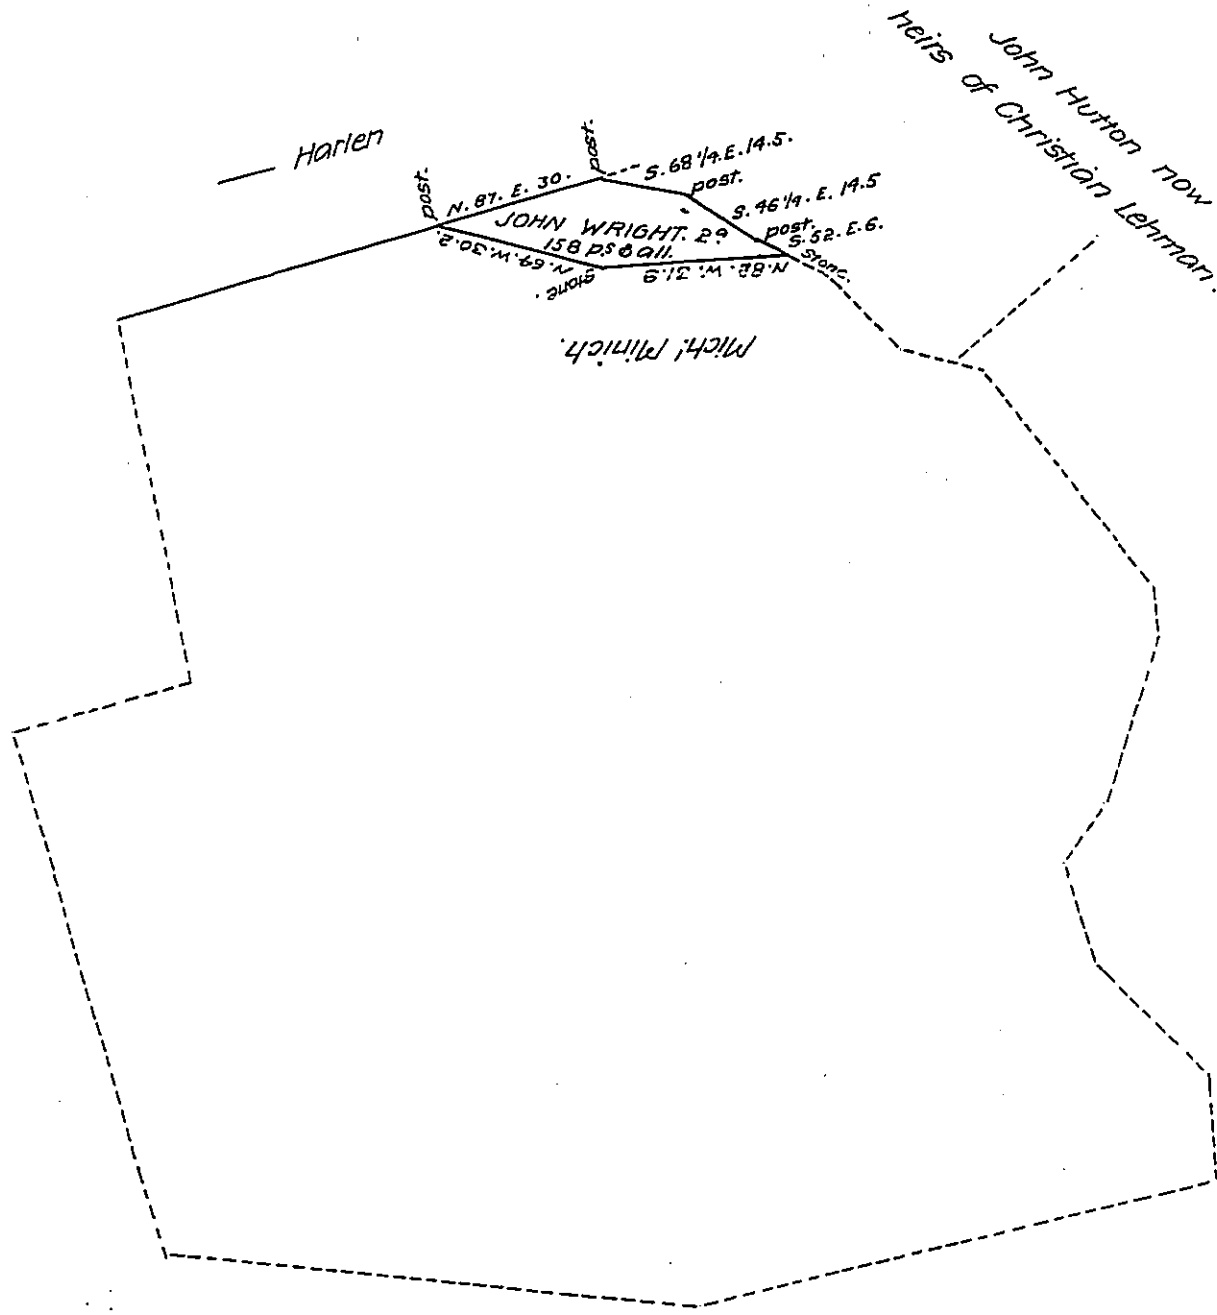 John Hutton now
heirs of Christian Lehman.
Harlen
post.
post.
N. 87. E. 30.
S. 68 1/4. E. 14.5.
post.
S. 46 1/4. E. 14.5
post.
S. 52. E. 6.
stone.
JOHN WRIGHT. 2a
158 ps & all.
N. 69. W. 30.2.
stone.
N. 82. W. 31.9
Mich! Minich.